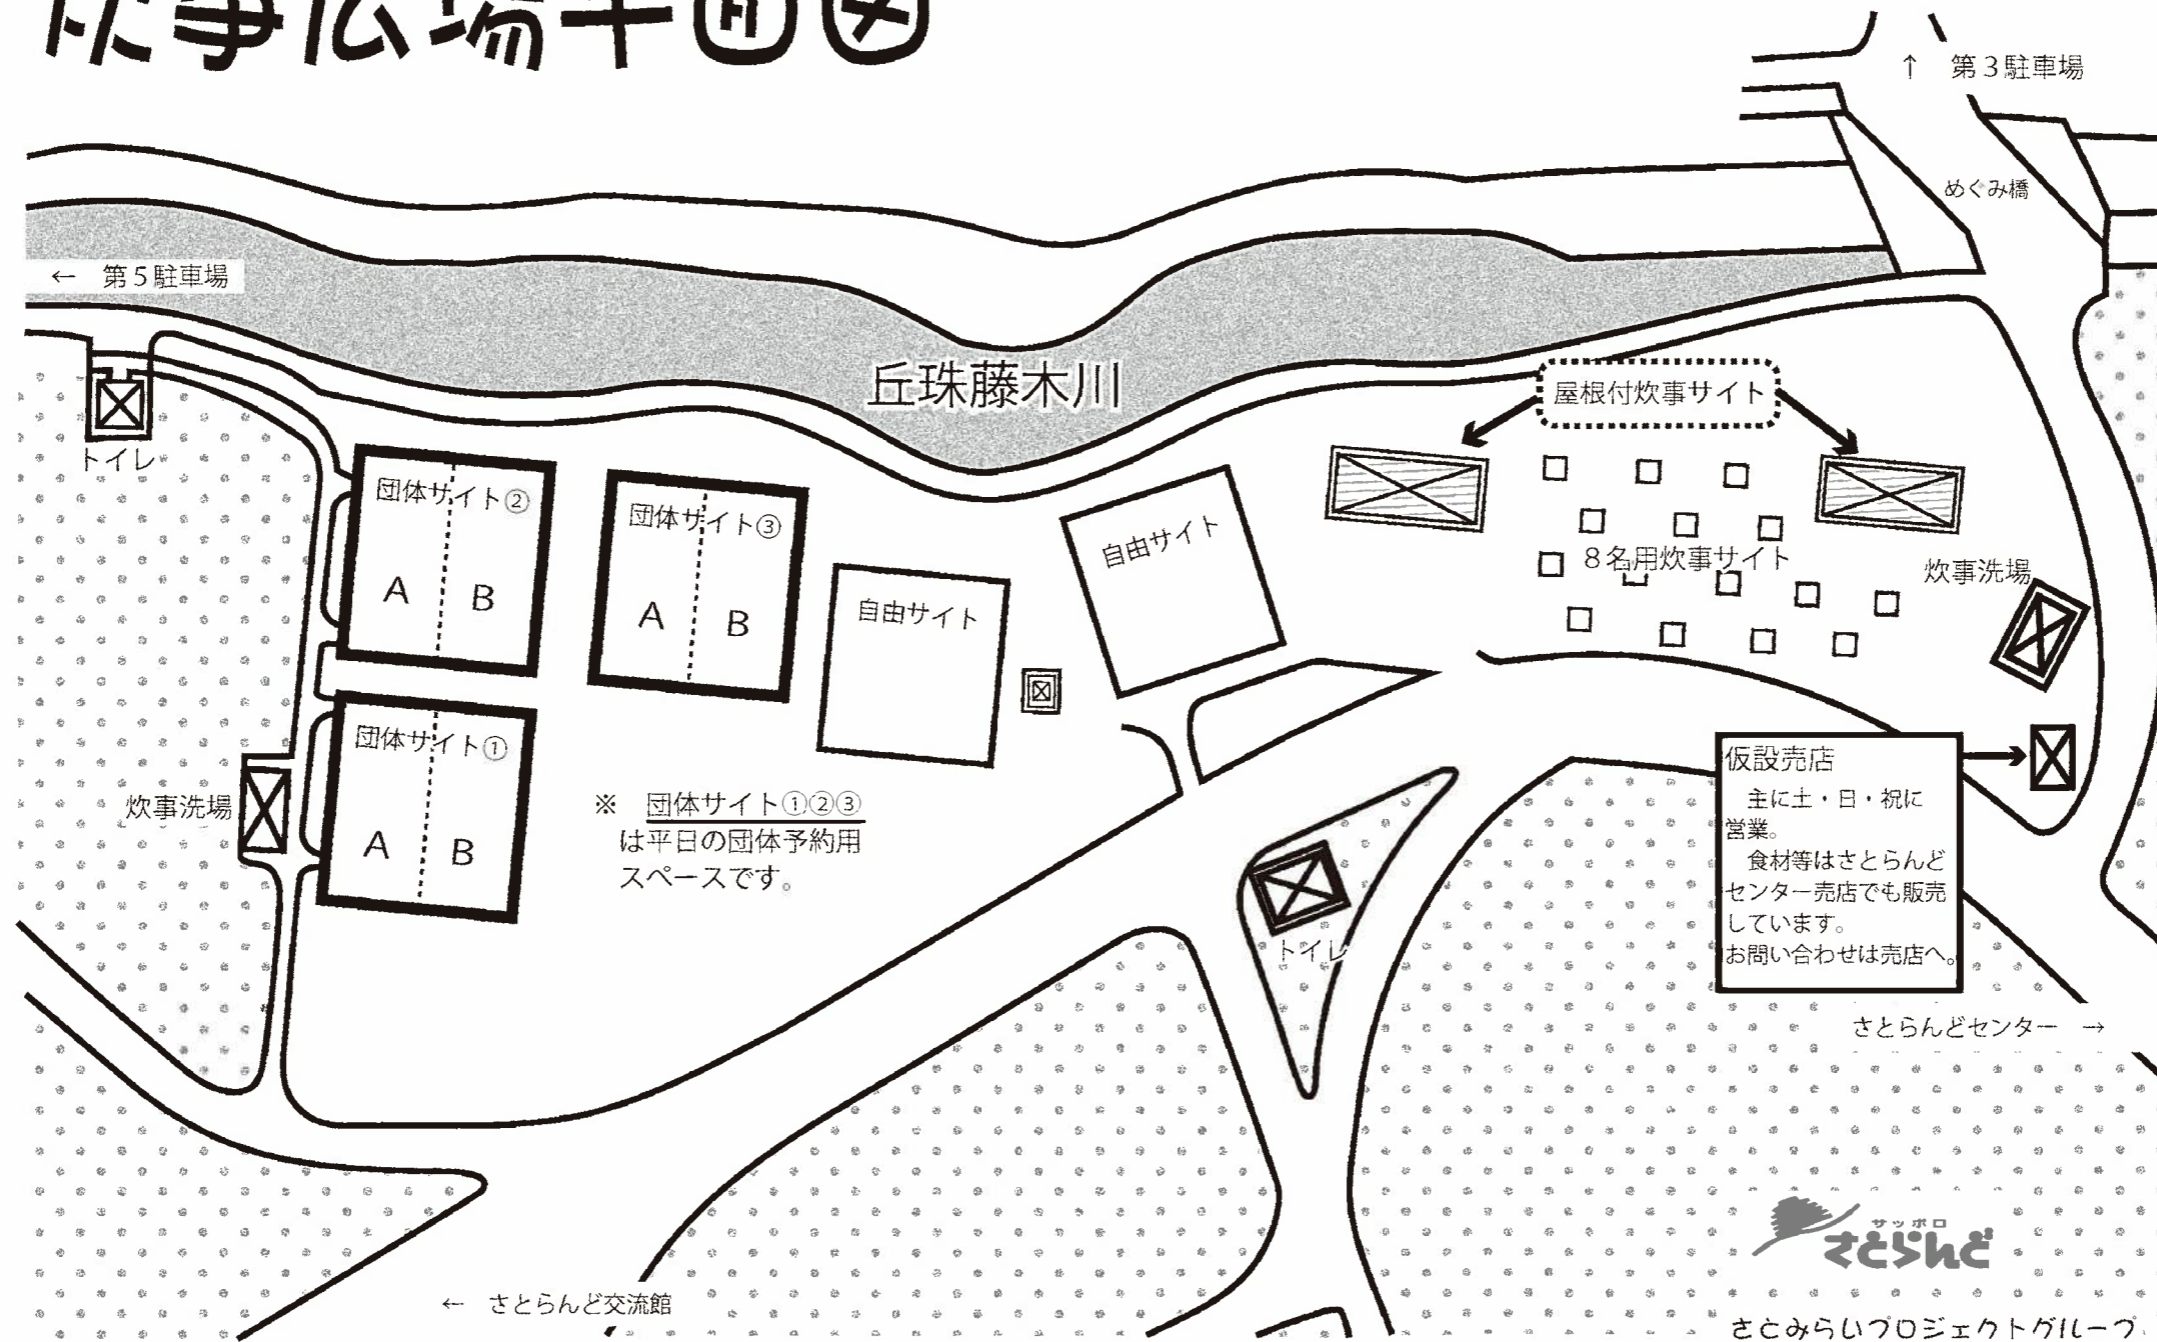 炊事広場平面図
↑ 第3駐車場
めぐみ橋
← 第5駐車場
丘珠藤木川
屋根付炊事サイト
トイレ
団体サイト②
A B
団体サイト③
A B
自由サイト
自由サイト
8名用炊事サイト
炊事洗場
団体サイト①
A B
炊事洗場
※ 団体サイト①②③
は平日の団体予約用
スペースです。
仮設売店
主に土・日・祝に
営業。
食材等はさとらんど
センター売店でも販売
しています。
お問い合わせは売店へ。
トイレ
さとらんどセンター →
サッポロ
さとらんど
← さとらんど交流館
さとみらいプロジェクトグループ